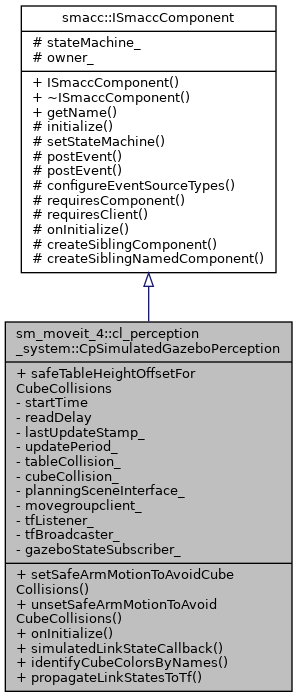 smacc::ISmaccComponent
# stateMachine_
# owner_
+ ISmaccComponent()
+ ~ISmaccComponent()
+ getName()
# initialize()
# setStateMachine()
# postEvent()
# postEvent()
# configureEventSourceTypes()
# requiresComponent()
# requiresClient()
# onInitialize()
# createSiblingComponent()
# createSiblingNamedComponent()
sm_moveit_4::cl_perception
_system::CpSimulatedGazeboPerception
+ safeTableHeightOffsetFor
CubeCollisions
- startTime
- readDelay
- lastUpdateStamp_
- updatePeriod_
- tableCollision_
- cubeCollision_
- planningSceneInterface_
- movegroupclient_
- tfListener_
- tfBroadcaster_
- gazeboStateSubscriber_
+ setSafeArmMotionToAvoidCube
Collisions()
+ unsetSafeArmMotionToAvoid
CubeCollisions()
+ onInitialize()
+ simulatedLinkStateCallback()
+ identifyCubeColorsByNames()
+ propagateLinkStatesToTf()